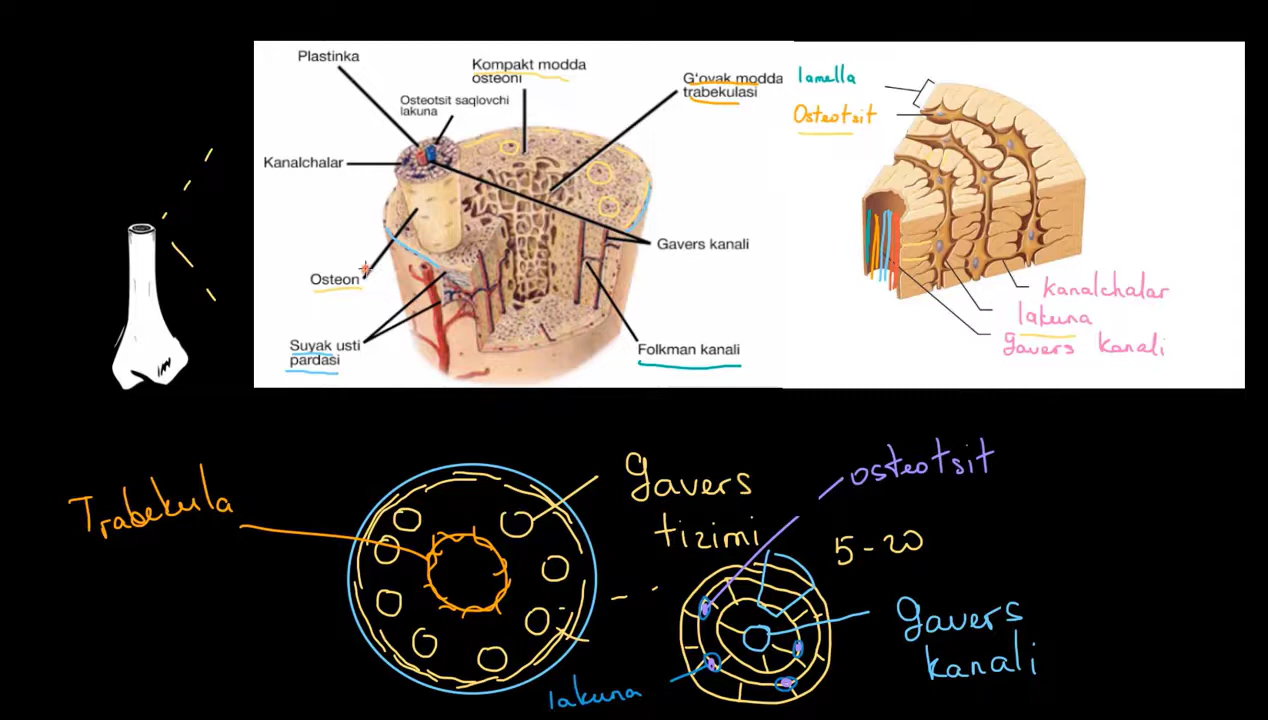 Plastinka
Kompakt modda
osteoni
G‘ovak modda
trabekulasi
Osteotsit saqlovchi
lakuna
Kanalchalar
Gavers kanali
Osteon
Suyak usti
pardasi
Folkman kanali
lamella
Osteotsit
kanalchalar
lakuna
gavers kanali
Trabekula
gavers
tizimi
osteotsit
5-20
gavers
kanali
lakuna